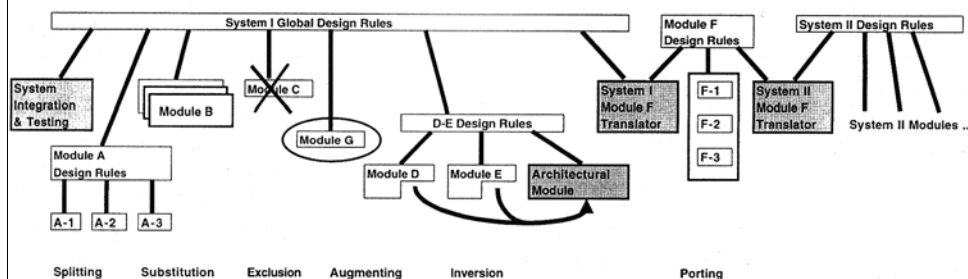 System I Global Design Rules
Module F
Design Rules
System II Design Rules
System
Integration
& Testing
Module B
Module C
Module G
System I
Module F
Translator
F-1
F-2
F-3
System II
Module F
Translator
System II Modules ..
D-E Design Rules
Module A
Design Rules
Module D
Module E
Architectural
Module
A-1
A-2
A-3
Splitting
Substitution
Exclusion
Augmenting
Inversion
Porting